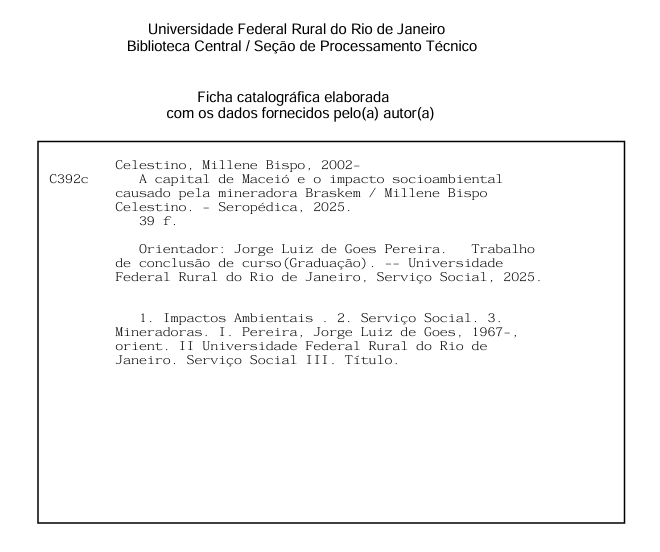 Universidade Federal Rural do Rio de Janeiro
Biblioteca Central / Seção de Processamento Técnico
Ficha catalográfica elaborada
com os dados fornecidos pelo(a) autor(a)
Celestino, Millene Bispo, 2002-
C392c A capital de Maceió e o impacto socioambiental
causado pela mineradora Braskem / Millene Bispo
Celestino. - Seropédica, 2025.
39 f.
Orientador: Jorge Luiz de Goes Pereira. Trabalho
de conclusão de curso(Graduação). -- Universidade
Federal Rural do Rio de Janeiro, Serviço Social, 2025.
1. Impactos Ambientais . 2. Serviço Social. 3.
Mineradoras. I. Pereira, Jorge Luiz de Goes, 1967-,
orient. II Universidade Federal Rural do Rio de
Janeiro. Serviço Social III. Título.